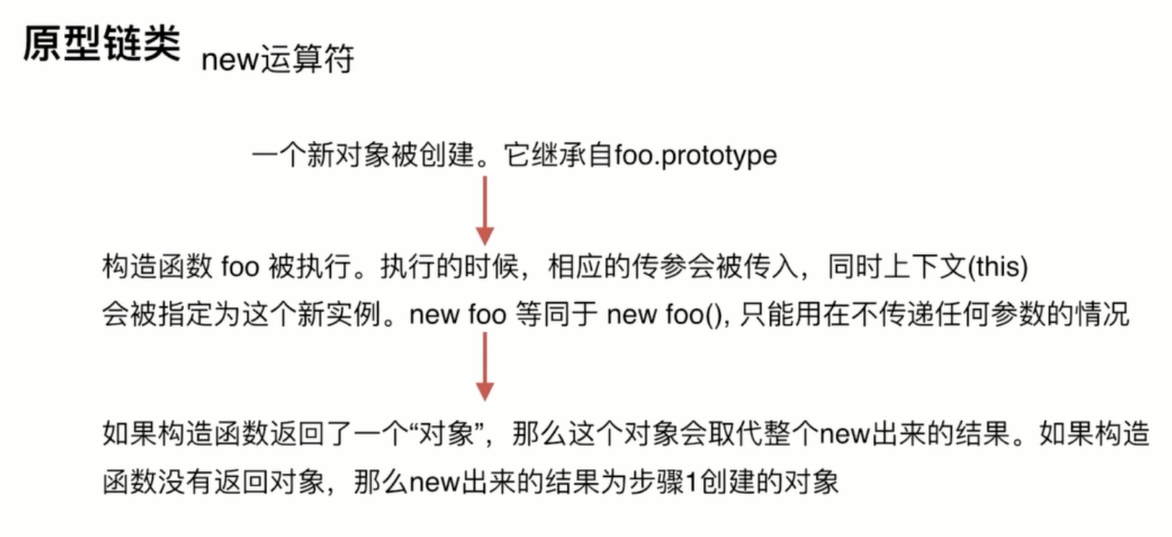 原型链类
new运算符
一个新对象被创建。它继承自foo.prototype
构造函数 foo 被执行。执行的时候，相应的传参会被传入，同时上下文(this)
会被指定为这个新实例。new foo 等同于 new foo(), 只能用在不传递任何参数的情况
如果构造函数返回了一个“对象”，那么这个对象会取代整个new出来的结果。如果构造
函数没有返回对象，那么new出来的结果为步骤1创建的对象